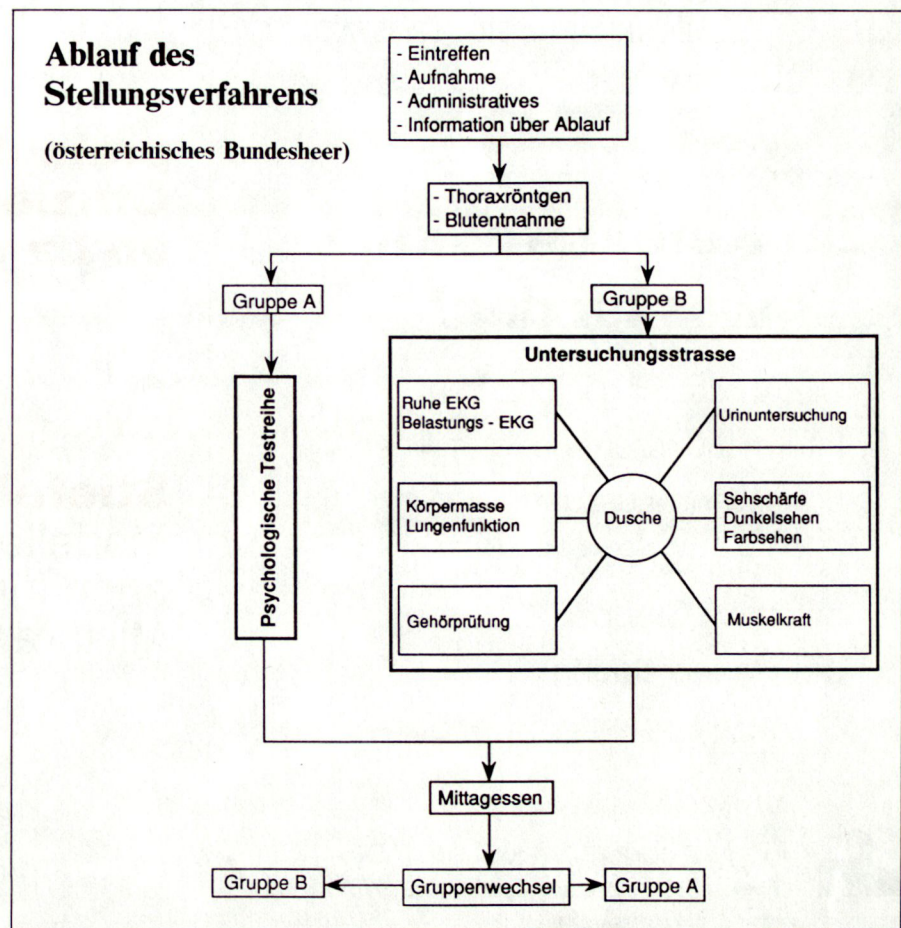 Ablauf des
Stellungsverfahrens
(österreichisches Bundesheer)
- Eintreffen
- Aufnahme
- Administratives
- Information über Ablauf
- Thoraxröntgen
- Blutentnahme
Gruppe A
Gruppe B
Psychologische Testreihe
Untersuchungsstrasse
Ruhe EKG
Belastungs - EKG
Urinuntersuchung
Körpermasse
Lungenfunktion
Dusche
Sehschärfe
Dunkelsehen
Farbsehen
Gehörprüfung
Muskelkraft
Mittagessen
Gruppe B
Gruppenwechsel
Gruppe A